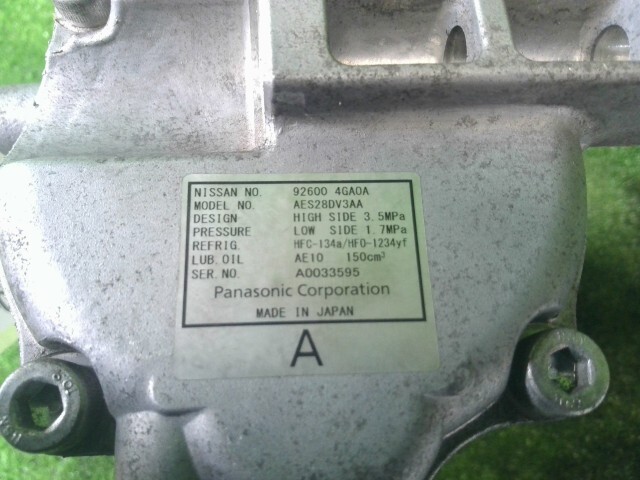 NISSAN NO. 92600 4GA0A
MODEL NO. AES28DV3AA
DESIGN HIGH SIDE 3.5MPa
PRESSURE LOW SIDE 1.7MPa
REFRIG. HFC-134a/HFO-1234yf
LUB. OIL AE10 150cm³
SER. NO. A0033595
Panasonic Corporation
MADE IN JAPAN
A